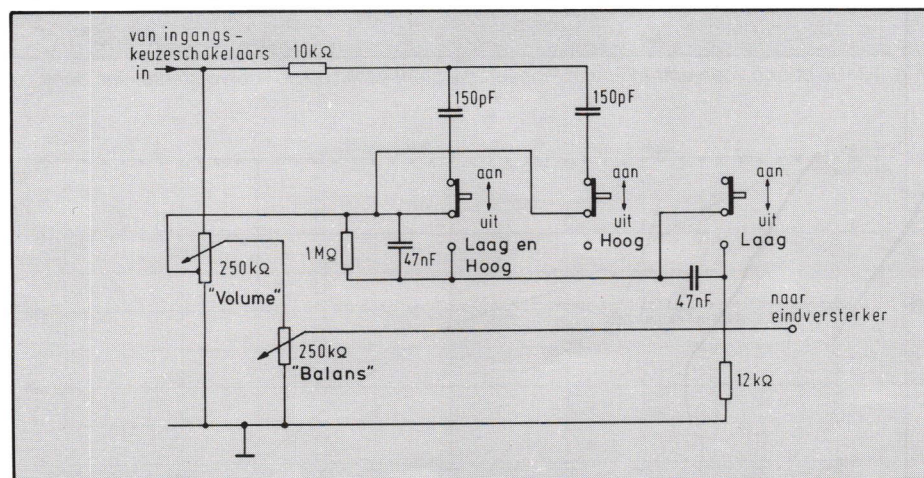 van ingangs-
keuzeschakelaars
in
10kΩ
150pF
150pF
aan
uit
aan
uit
aan
uit
Laag en
Hoog
Hoog
Laag
1MΩ
47nF
47nF
250kΩ
"Volume"
naar
eindversterker
250kΩ
"Balans"
12kΩ